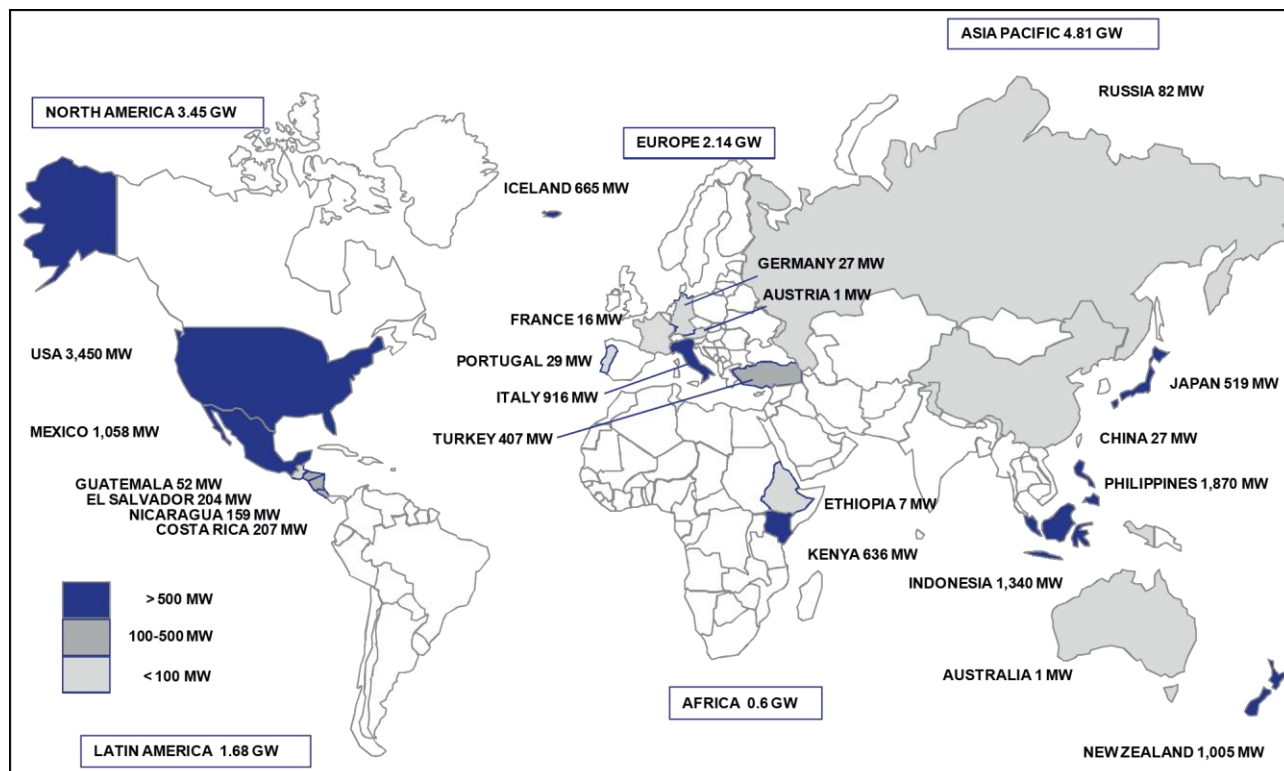 ASIA PACIFIC 4.81 GW
RUSSIA 82 MW
NORTH AMERICA 3.45 GW
EUROPE 2.14 GW
ICELAND 665 MW
GERMANY 27 MW
AUSTRIA 1 MW
FRANCE 16 MW
USA 3,450 MW
PORTUGAL 29 MW
JAPAN 519 MW
ITALY 916 MW
MEXICO 1,058 MW
TURKEY 407 MW
CHINA 27 MW
GUATEMALA 52 MW
EL SALVADOR 204 MW
NICARAGUA 159 MW
COSTA RICA 207 MW
PHILIPPINES 1,870 MW
ETHIOPIA 7 MW
KENYA 636 MW
INDONESIA 1,340 MW
> 500 MW
100-500 MW
< 100 MW
AUSTRALIA 1 MW
AFRICA 0.6 GW
LATIN AMERICA 1.68 GW
NEW ZEALAND 1,005 MW